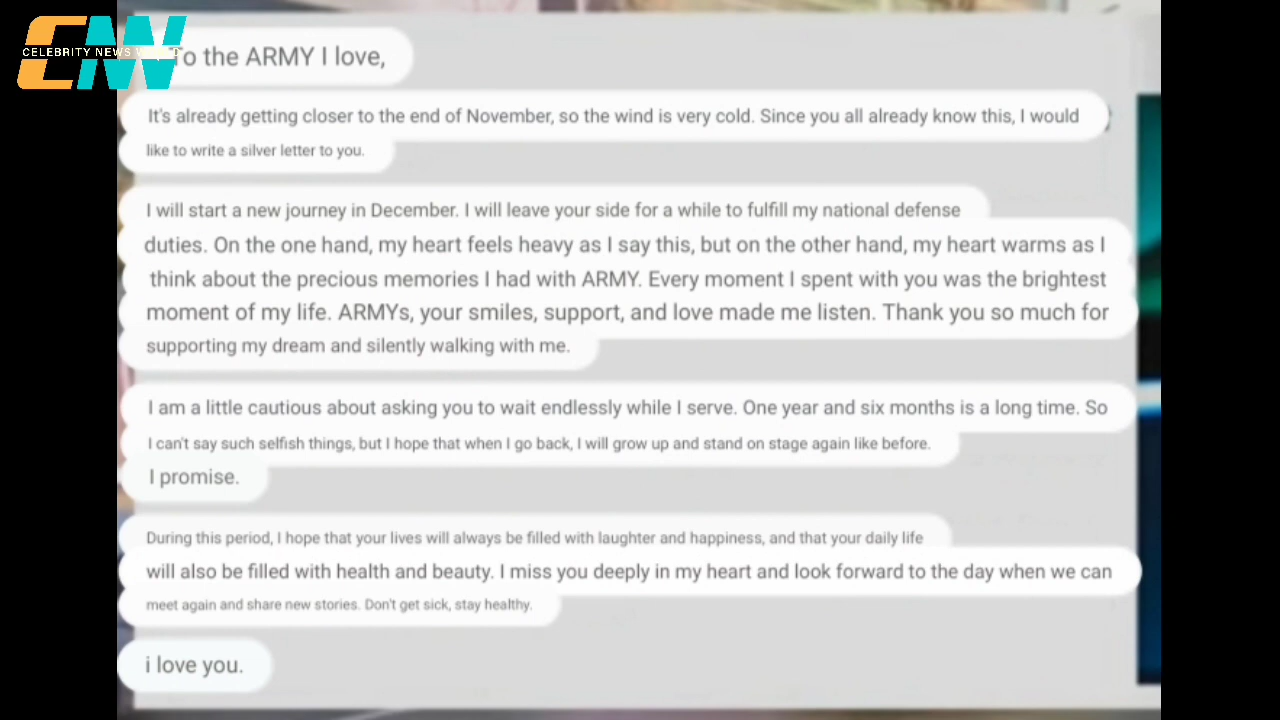 CELEBRITY NEWS
CNW
To the ARMY I love,
It's already getting closer to the end of November, so the wind is very cold. Since you all already know this, I would
like to write a silver letter to you.
I will start a new journey in December. I will leave your side for a while to fulfill my national defense
duties. On the one hand, my heart feels heavy as I say this, but on the other hand, my heart warms as I
think about the precious memories I had with ARMY. Every moment I spent with you was the brightest
moment of my life. ARMYs, your smiles, support, and love made me listen. Thank you so much for
supporting my dream and silently walking with me.
I am a little cautious about asking you to wait endlessly while I serve. One year and six months is a long time. So
I can't say such selfish things, but I hope that when I go back, I will grow up and stand on stage again like before.
I promise.
During this period, I hope that your lives will always be filled with laughter and happiness, and that your daily life
will also be filled with health and beauty. I miss you deeply in my heart and look forward to the day when we can
meet again and share new stories. Don't get sick, stay healthy.
i love you.